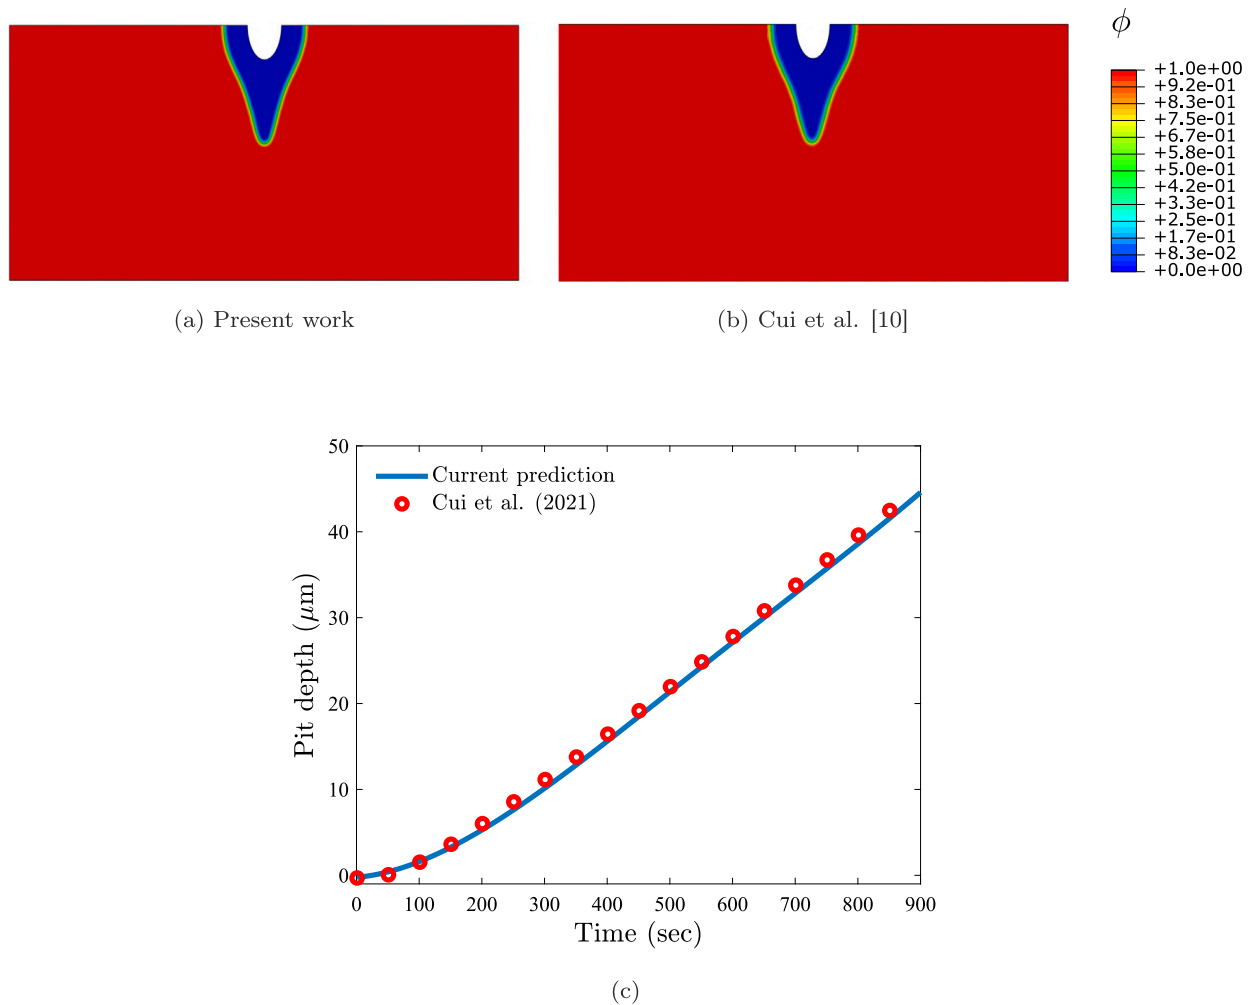 ϕ
+1.0e+00
+9.2e-01
+8.3e-01
+7.5e-01
+6.7e-01
+5.8e-01
+5.0e-01
+4.2e-01
+3.3e-01
+2.5e-01
+1.7e-01
+8.3e-02
+0.0e+00
(a) Present work
(b) Cui et al. [10]
50
40
30
20
10
0
Pit depth (μm)
Current prediction
Cui et al. (2021)
0 100 200 300 400 500 600 700 800 900
Time (sec)
(c)